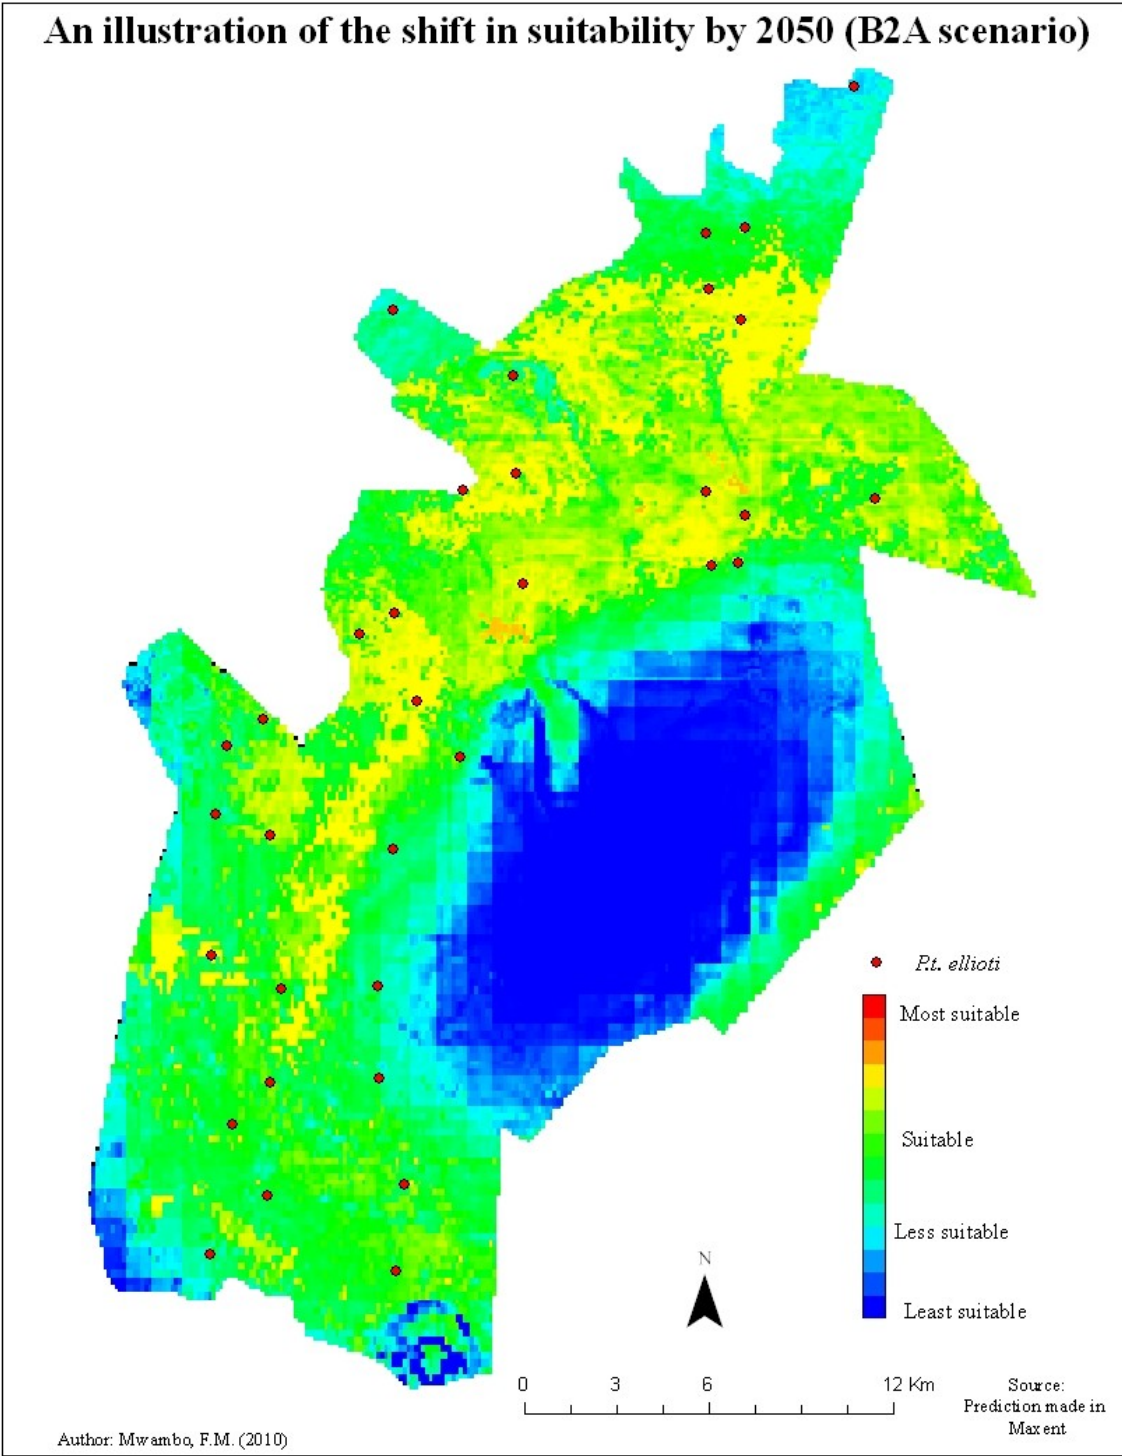 An illustration of the shift in suitability by 2050 (B2A scenario)
P.t. ellioti
Most suitable
Suitable
Less suitable
Least suitable
N
0 3 6 12 Km
Source:
Prediction made in
Maxent
Author: Mwambo, F.M. (2010)